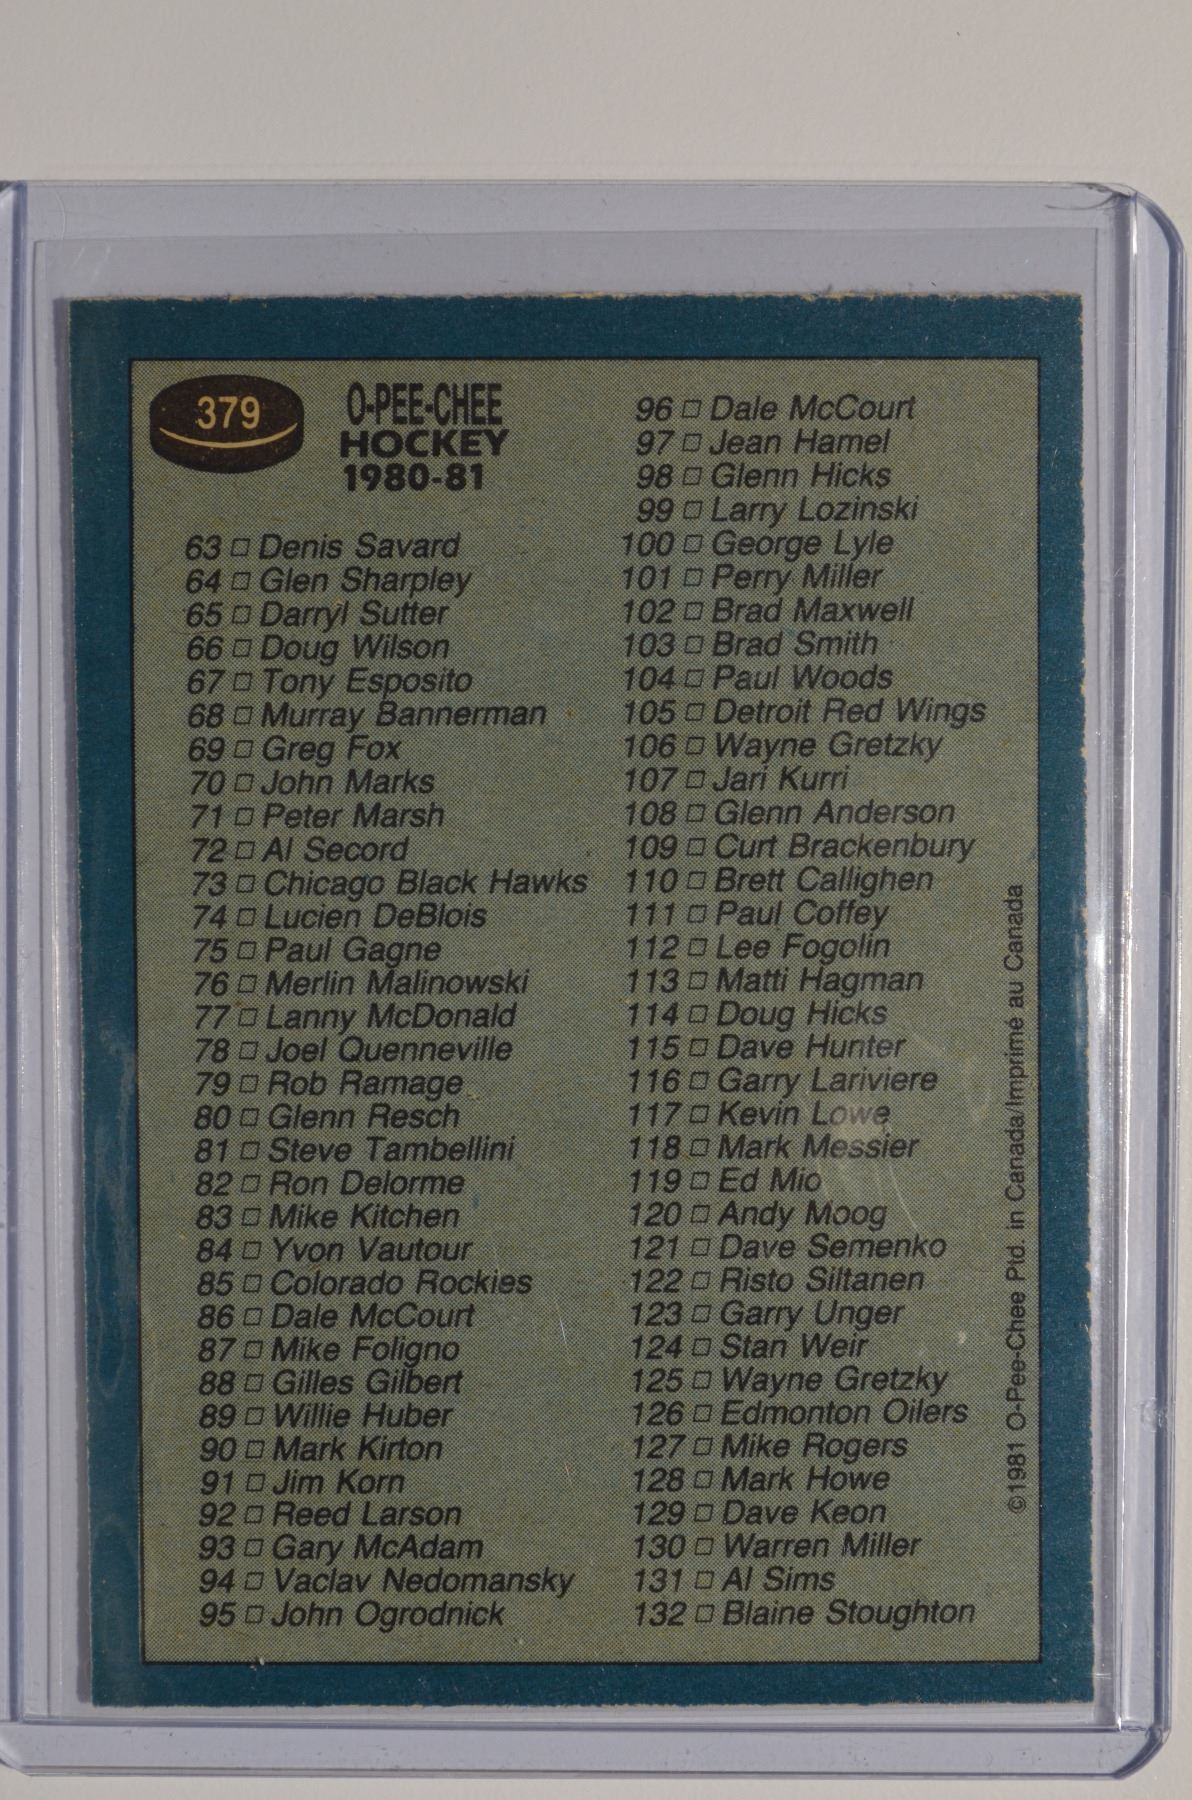 379
O-PEE-CHEE
HOCKEY
1980-81
63 □ Denis Savard
64 □ Glen Sharpley
65 □ Darryl Sutter
66 □ Doug Wilson
67 □ Tony Esposito
68 □ Murray Bannerman
69 □ Greg Fox
70 □ John Marks
71 □ Peter Marsh
72 □ Al Secord
73 □ Chicago Black Hawks
74 □ Lucien DeBlois
75 □ Paul Gagne
76 □ Merlin Malinowski
77 □ Lanny McDonald
78 □ Joel Quenneville
79 □ Rob Ramage
80 □ Glenn Resch
81 □ Steve Tambellini
82 □ Ron Delorme
83 □ Mike Kitchen
84 □ Yvon Vautour
85 □ Colorado Rockies
86 □ Dale McCourt
87 □ Mike Foligno
88 □ Gilles Gilbert
89 □ Willie Huber
90 □ Mark Kirton
91 □ Jim Korn
92 □ Reed Larson
93 □ Gary McAdam
94 □ Vaclav Nedomansky
95 □ John Ogrodnick
96 □ Dale McCourt
97 □ Jean Hamel
98 □ Glenn Hicks
99 □ Larry Lozinski
100 □ George Lyle
101 □ Perry Miller
102 □ Brad Maxwell
103 □ Brad Smith
104 □ Paul Woods
105 □ Detroit Red Wings
106 □ Wayne Gretzky
107 □ Jari Kurri
108 □ Glenn Anderson
109 □ Curt Brackenbury
110 □ Brett Callighen
111 □ Paul Coffey
112 □ Lee Fogolin
113 □ Matti Hagman
114 □ Doug Hicks
115 □ Dave Hunter
116 □ Garry Lariviere
117 □ Kevin Lowe
118 □ Mark Messier
119 □ Ed Mio
120 □ Andy Moog
121 □ Dave Semenko
122 □ Risto Siltanen
123 □ Garry Unger
124 □ Stan Weir
125 □ Wayne Gretzky
126 □ Edmonton Oilers
127 □ Mike Rogers
128 □ Mark Howe
129 □ Dave Keon
130 □ Warren Miller
131 □ Al Sims
132 □ Blaine Stoughton
©1981 O-Pee-Chee Ptd. in Canada/Imprimé au Canada